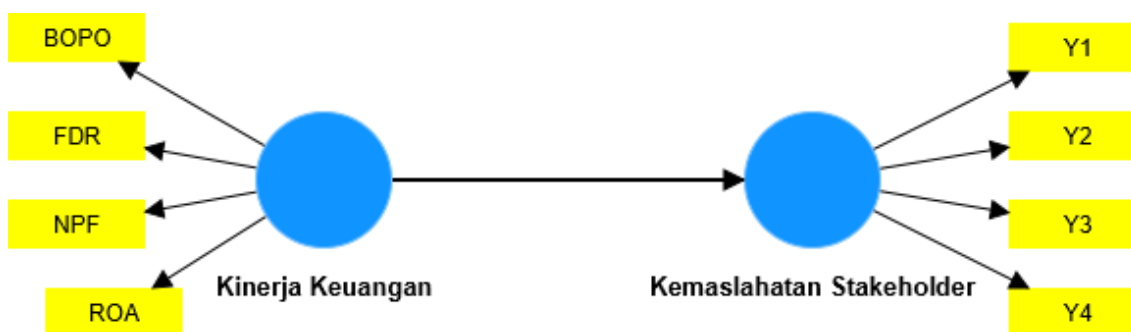 BOPO
FDR
NPF
ROA
Kinerja Keuangan
Kemaslahatan Stakeholder
Y1
Y2
Y3
Y4